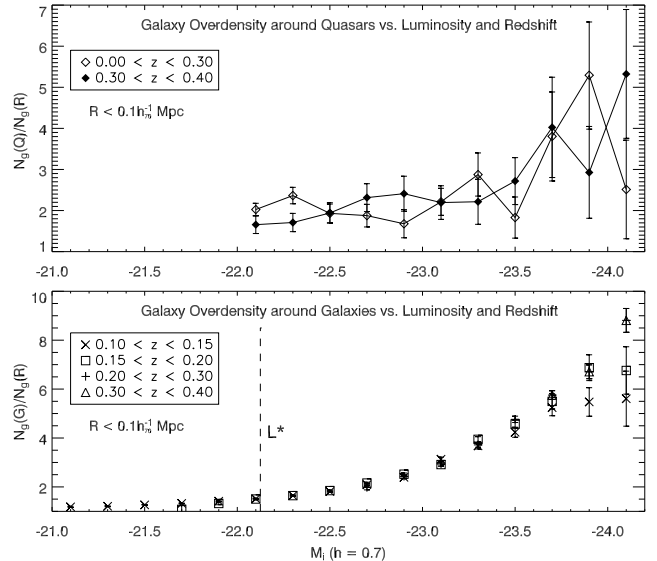 Galaxy Overdensity around Quasars vs. Luminosity and Redshift
0.00 < z < 0.30
0.30 < z < 0.40
R < 0.1h₇₀⁻¹ Mpc
N_g(Q)/N_g(R)
7
6
5
4
3
2
1
-21.0 -21.5 -22.0 -22.5 -23.0 -23.5 -24.0
Galaxy Overdensity around Galaxies vs. Luminosity and Redshift
0.10 < z < 0.15
0.15 < z < 0.20
0.20 < z < 0.30
0.30 < z < 0.40
R < 0.1h₇₀⁻¹ Mpc
L*
N_g(G)/N_g(R)
10
8
6
4
2
-21.0 -21.5 -22.0 -22.5 -23.0 -23.5 -24.0
M_i (h = 0.7)